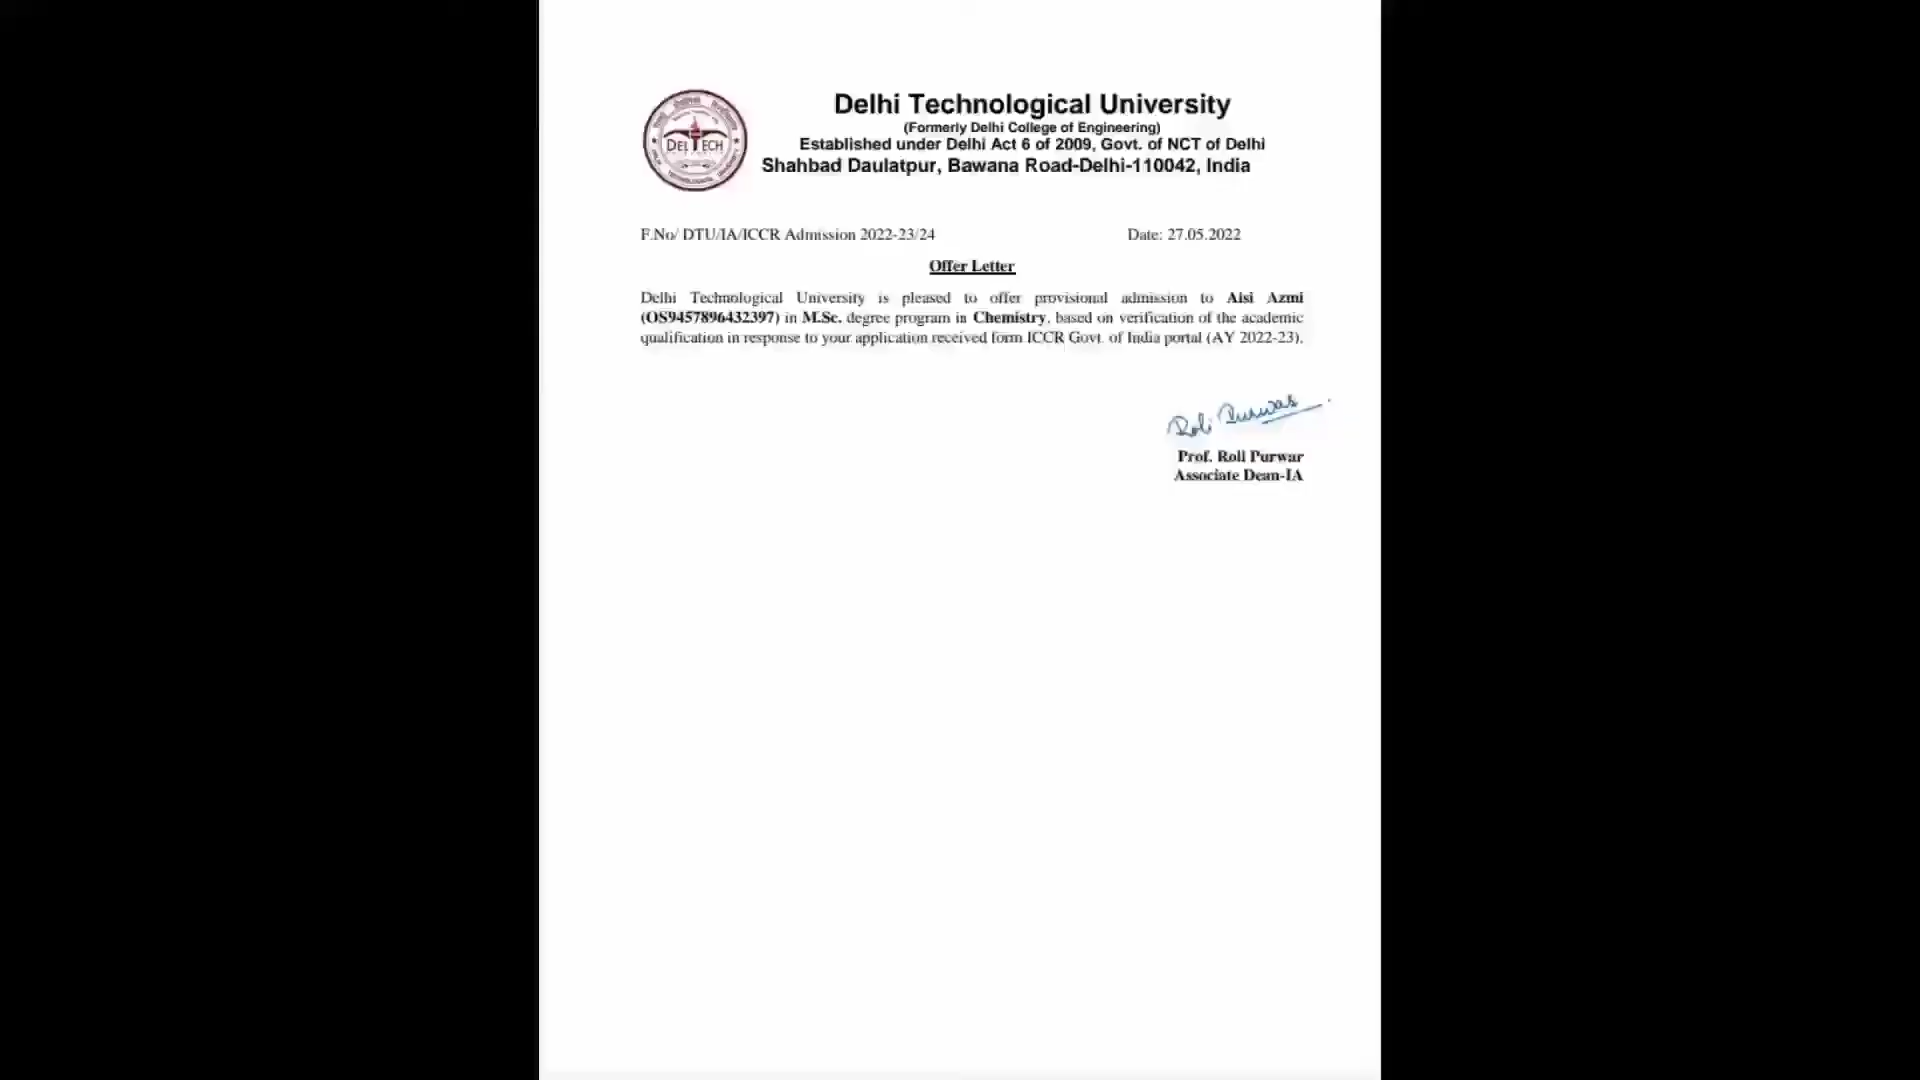 Delhi Technological University
(Formerly Delhi College of Engineering)
Established under Delhi Act 6 of 2009, Govt. of NCT of Delhi
Shahbad Daulatpur, Bawana Road-Delhi-110042, India
DELTECH
F.No/ DTU/IA/ICCR Admission 2022-23/24 Date: 27.05.2022
Offer Letter
Delhi Technological University is pleased to offer provisional admission to Aisi Azmi
(OS9457896432397) in M.Sc. degree program in Chemistry, based on verification of the academic
qualification in response to your application received form ICCR Govt. of India portal (AY 2022-23).
Roli Purwar
Prof. Roli Purwar
Associate Dean-IA